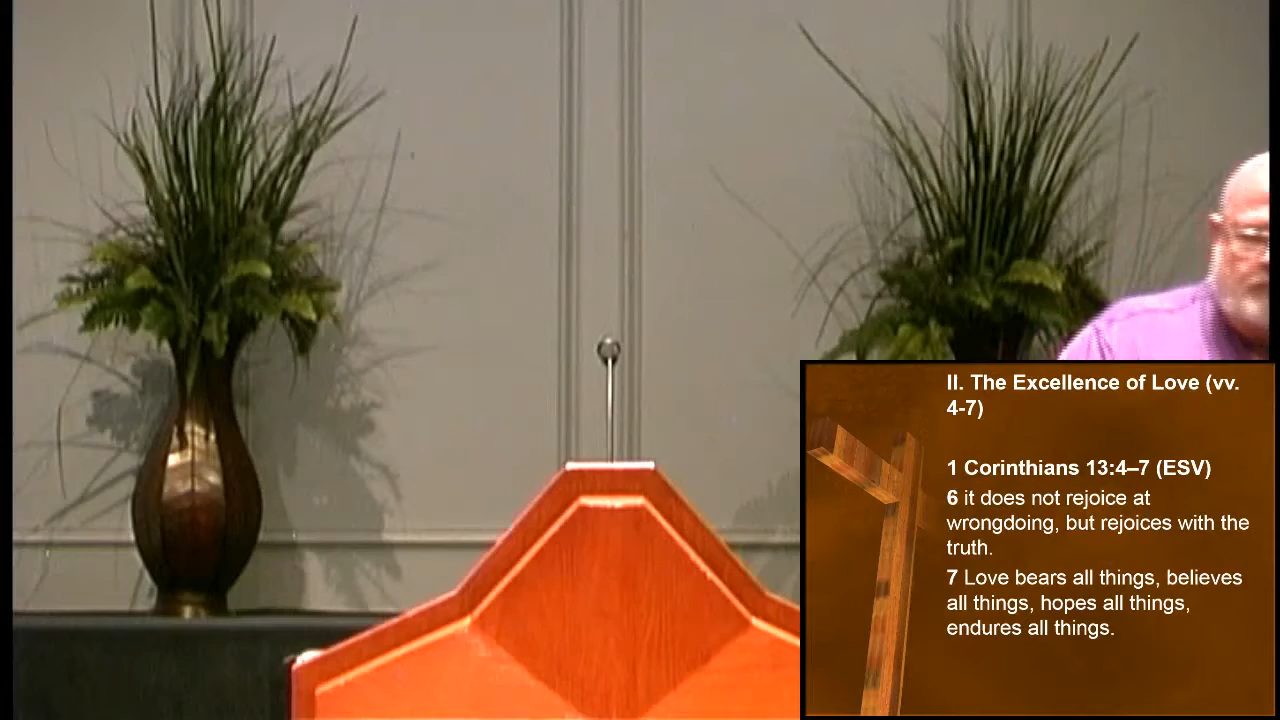 II. The Excellence of Love (vv.
4-7)
1 Corinthians 13:4–7 (ESV)
6 it does not rejoice at
wrongdoing, but rejoices with the
truth.
7 Love bears all things, believes
all things, hopes all things,
endures all things.